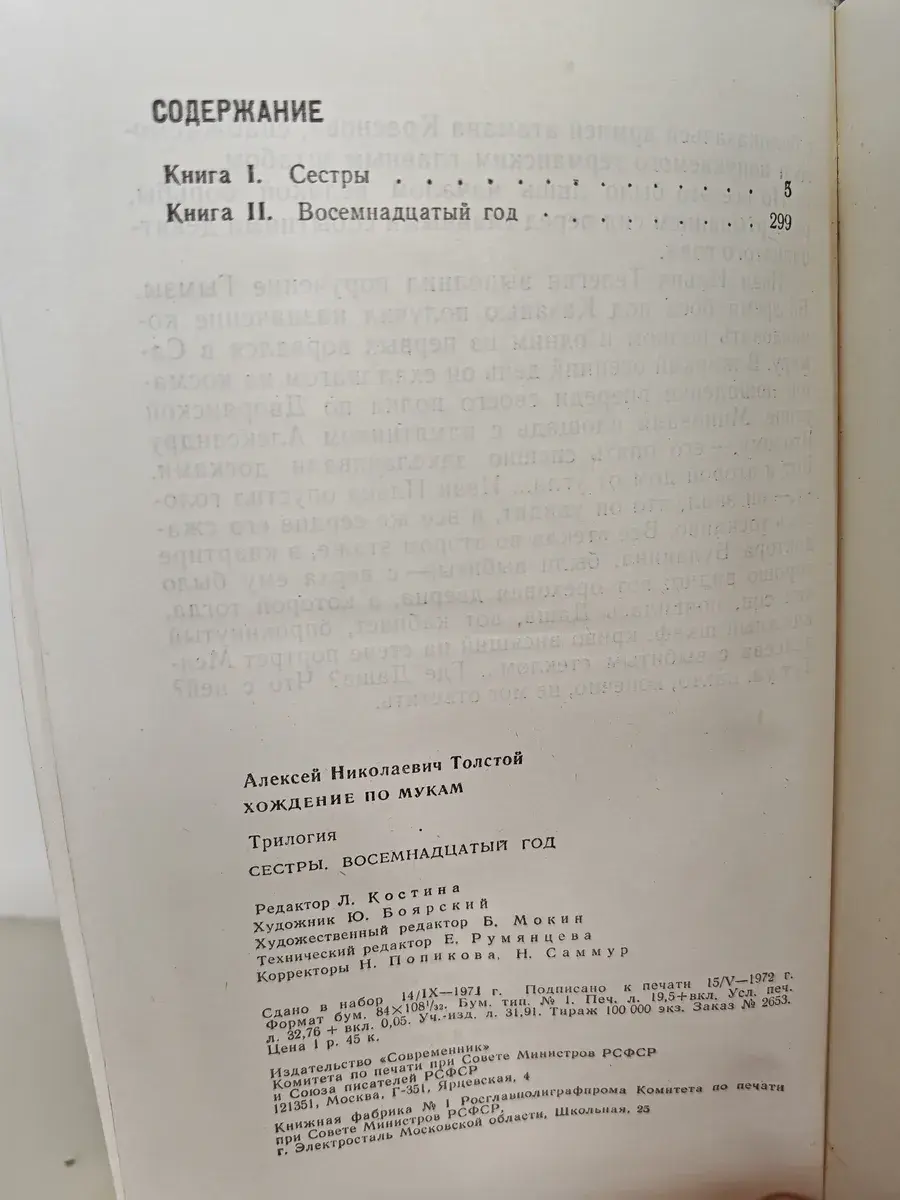 СОДЕРЖАНИЕ
Книга I. Сестры . . . . . . . . . . . . . . . 5
Книга II. Восемнадцатый год . . . . . . . . . . 299
Алексей Николаевич Толстой
ХОЖДЕНИЕ ПО МУКАМ
Трилогия
СЕСТРЫ. ВОСЕМНАДЦАТЫЙ ГОД
Редактор Л. Костина
Художник Ю. Боярский
Художественный редактор Б. Мокин
Технический редактор Е. Румянцева
Корректоры Н. Попикова, Н. Саммур
Сдано в набор 14/IX—1971 г. Подписано к печати 15/V—1972 г.
Формат бум. 84×108¹/₃₂. Бум. тип. № 1. Печ. л. 19,5+вкл. Усл. печ.
л. 32,76 + вкл. 0,05. Уч.-изд. л. 31,91. Тираж 100 000 экз. Заказ № 2653.
Цена 1 р. 45 к.
Издательство «Современник»
Комитета по печати при Совете Министров РСФСР
и Союза писателей РСФСР
121351, Москва, Г-351, Ярцевская, 4
Книжная фабрика № 1 Росглавполиграфпрома Комитета по печати
при Совете Министров РСФСР,
г. Электросталь Московской области, Школьная, 25